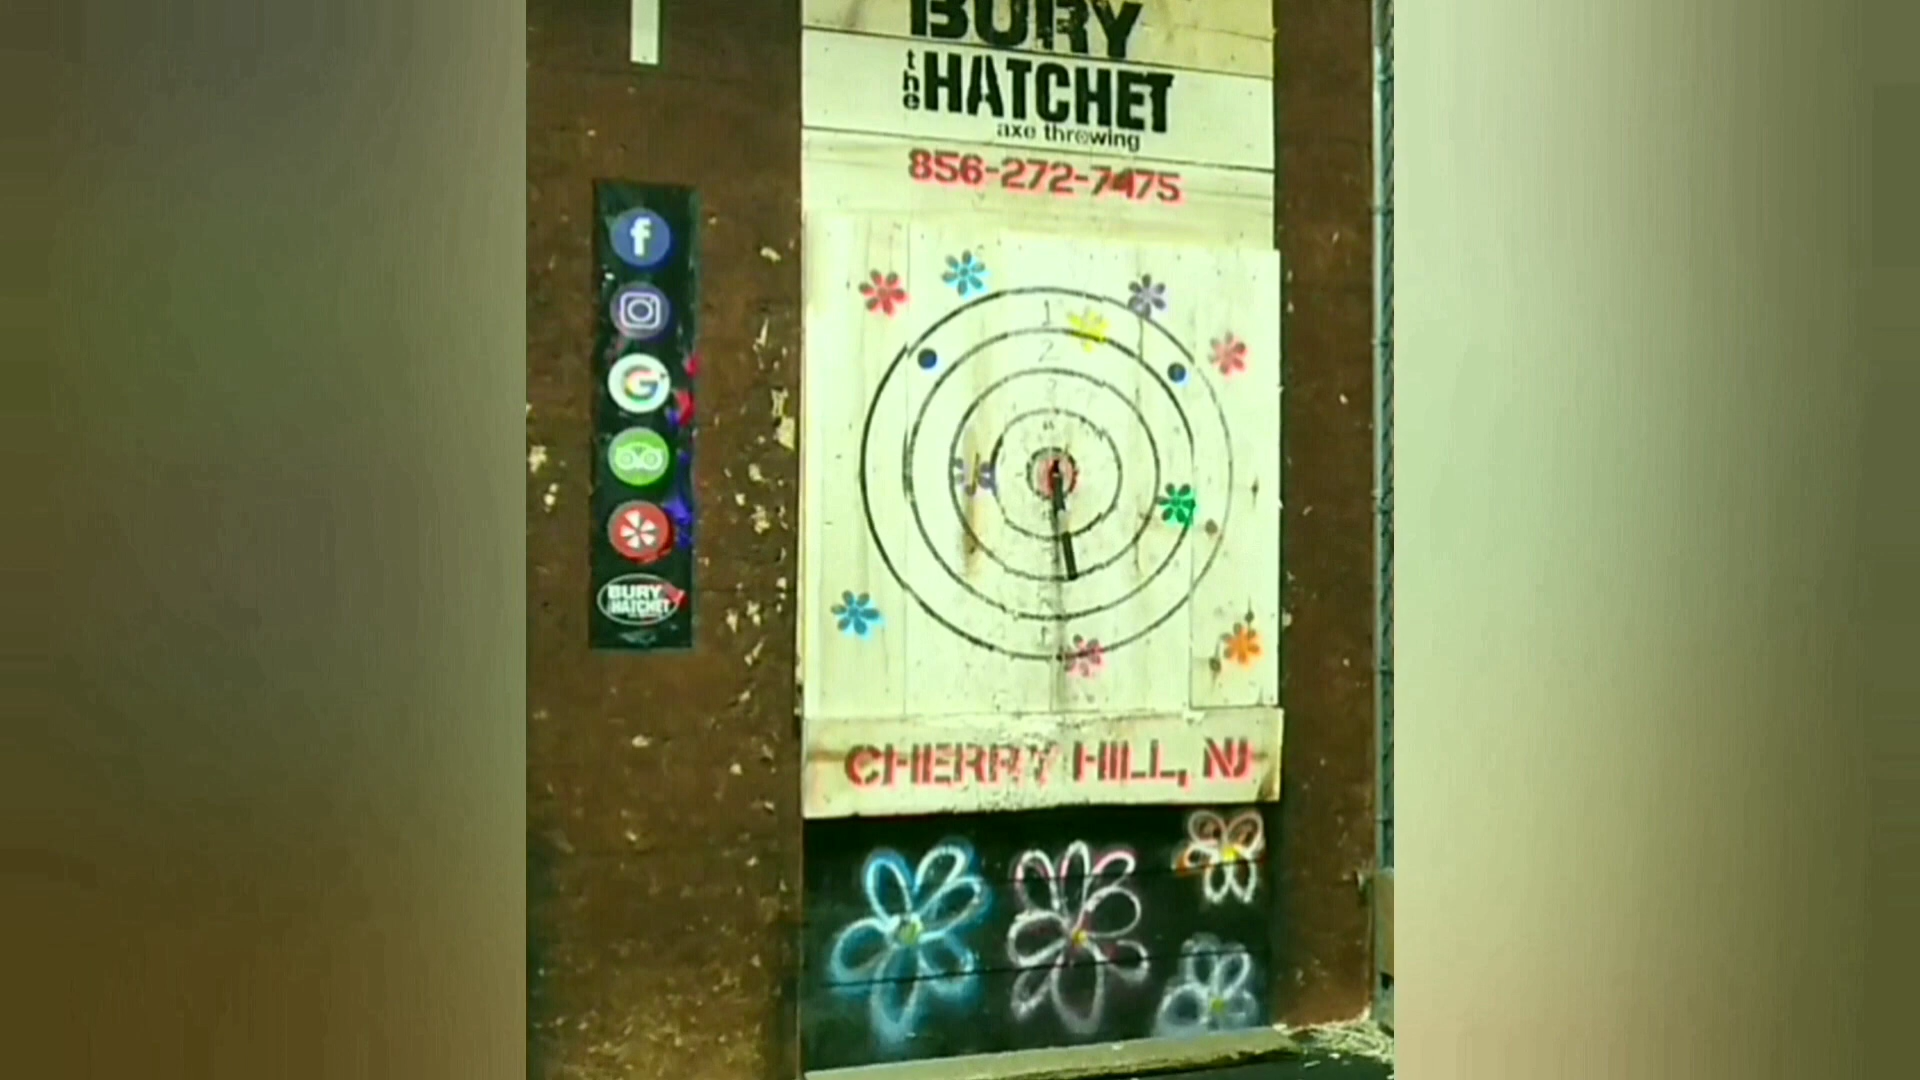 BURY
the HATCHET
axe throwing
856-272-7475
f
G
BURY
HATCHET
1
2
CHERRY HILL, NJ